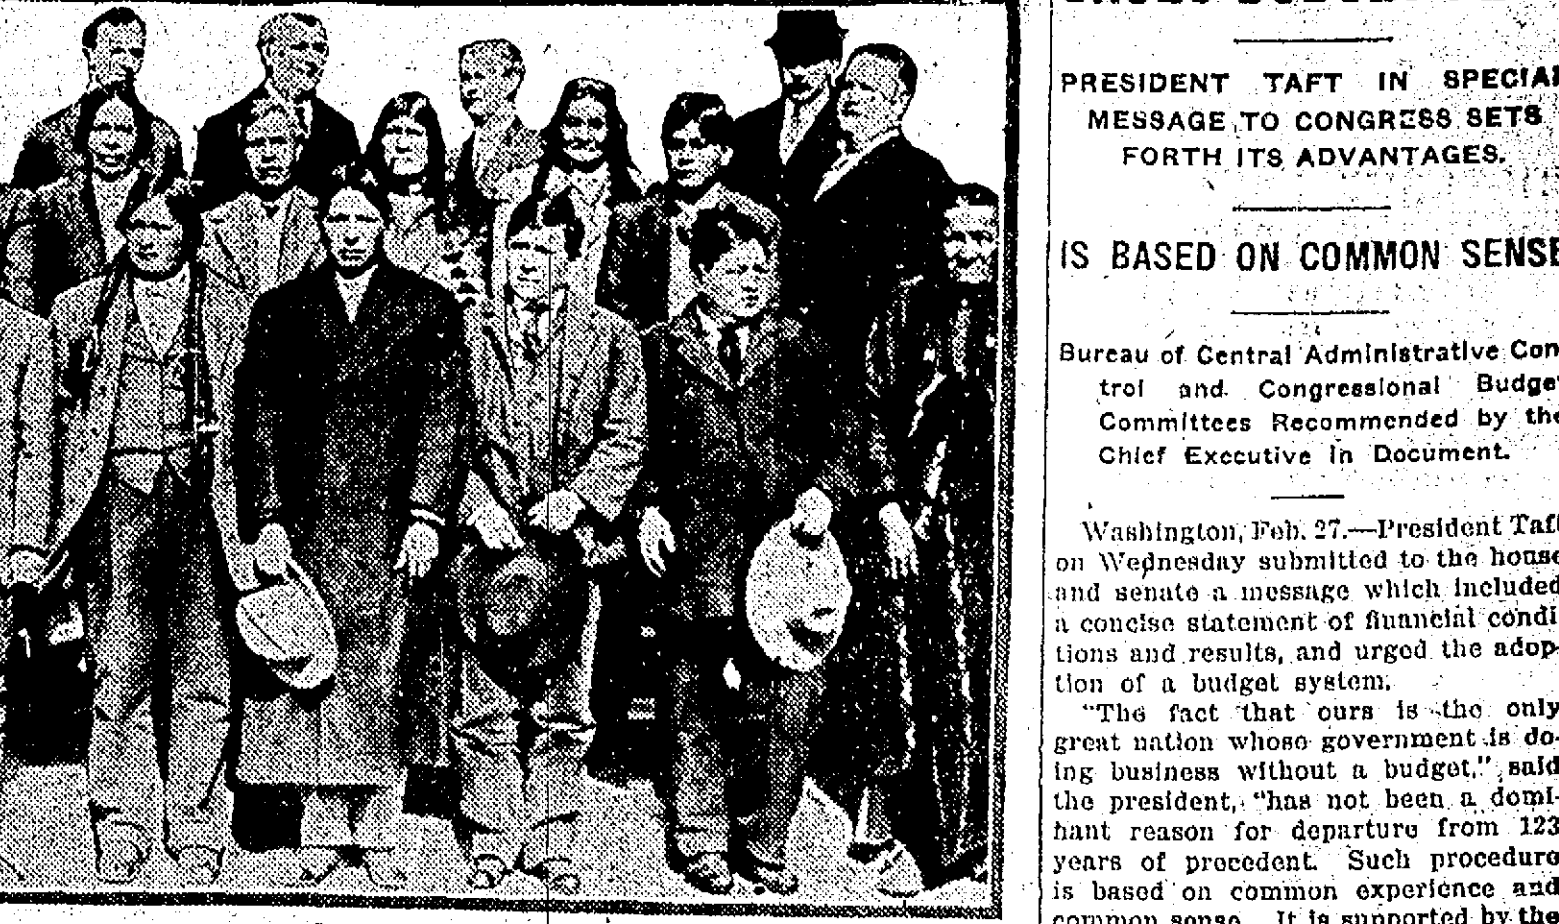 PRESIDENT TAFT IN SPECIAL
MESSAGE TO CONGRESS SETS
FORTH ITS ADVANTAGES.
IS BASED ON COMMON SENSE
Bureau of Central Administrative Con-
trol and Congressional Budget
Committees Recommended by the
Chief Executive in Document.
Washington, Feb. 27.—President Taft
on Wednesday submitted to the house
and senate a message which included
a concise statement of financial condi-
tions and results, and urged the adop-
tion of a budget system.
"The fact that ours is the only
great nation whose government is do-
ing business without a budget," said
the president, "has not been a domi-
nant reason for departure from 123
years of precedent. Such procedure
is based on common experience and
common sense. It is supported by the